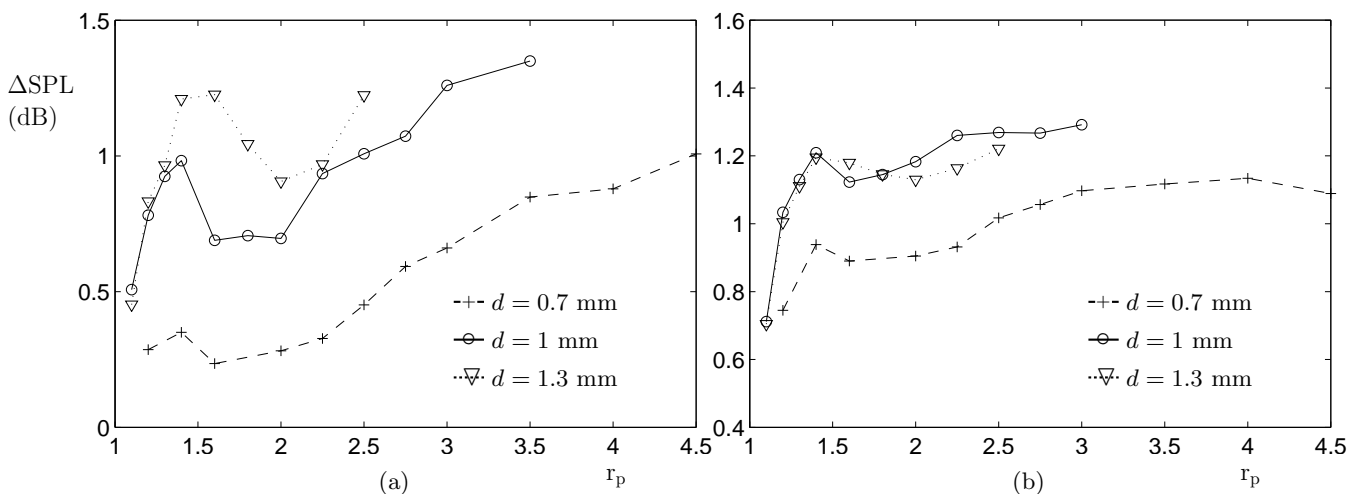 1.5
1
0.5
0
ΔSPL
(dB)
1 1.5 2 2.5 3 3.5 4 4.5
r_p
(a)
d = 0.7 mm
d = 1 mm
d = 1.3 mm
1.6
1.4
1.2
1
0.8
0.6
0.4
1 1.5 2 2.5 3 3.5 4 4.5
r_p
(b)
d = 0.7 mm
d = 1 mm
d = 1.3 mm